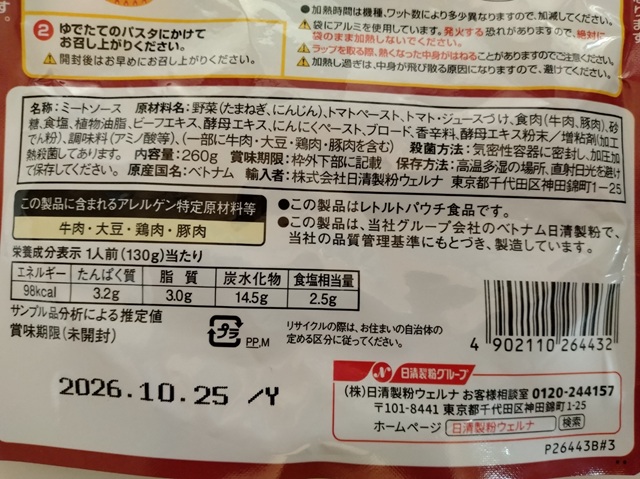 ●加熱時間は機種、ワット数により多少異なりますので、加減してください。
⚠袋にアルミを使用しています。発火する恐れがありますので、絶対に
袋のまま加熱しないでください。
⚠ラップを取る際、熱くなった中身がはねることがありますのでご注意ください。
⚠加熱し過ぎは、中身が飛び散る原因になりますので、避けてください。
2 ゆでたてのパスタにかけて
お召し上がりください。
⚠開封後はお早めにお召し上がりください。
名称:ミートソース 原材料名:野菜(たまねぎ、にんじん)、トマトペースト、トマト・ジュースづけ、食肉(牛肉、豚肉)、砂
糖、食塩、植物油脂、ビーフエキス、酵母エキス、にんにくペースト、ブロード、香辛料、酵母エキス粉末/増粘剤(加工
でん粉)、調味料(アミノ酸等)、(一部に牛肉・大豆・鶏肉・豚肉を含む) 殺菌方法:気密性容器に密封し、加圧加
熱殺菌してあります。 内容量:260g 賞味期限:枠外下部に記載 保存方法:高温多湿の場所、直射日光を避け
て保存してください。 原産国名:ベトナム 輸入者:株式会社日清製粉ウェルナ 東京都千代田区神田錦町1-25
この製品に含まれるアレルゲン特定原材料等
牛肉・大豆・鶏肉・豚肉
●この製品はレトルトパウチ食品です。
●この製品は、当社グループ会社のベトナム日清製粉で、
当社の品質管理基準にもとづき、製造しています。
栄養成分表示 1人前(130g)当たり
エネルギー たんぱく質 脂質 炭水化物 食塩相当量
98kcal 3.2g 3.0g 14.5g 2.5g
サンプル品分析による推定値
賞味期限(未開封)
プラ PP,M
リサイクルの際は、お住まいの自治体の
定める区分に従ってください。
4 902110 264432
2026.10.25 /Y
日清製粉グループ
(株)日清製粉ウェルナ お客様相談室 0120-244157
〒101-8441 東京都千代田区神田錦町1-25
ホームページ 日清製粉ウェルナ 検索
P26443B#3